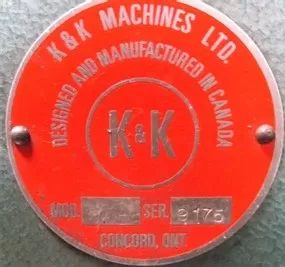 K & K MACHINES LTD.
DESIGNED AND MANUFACTURED IN CANADA
K & K
MOD. SER. 9175
CONCORD, ONT.